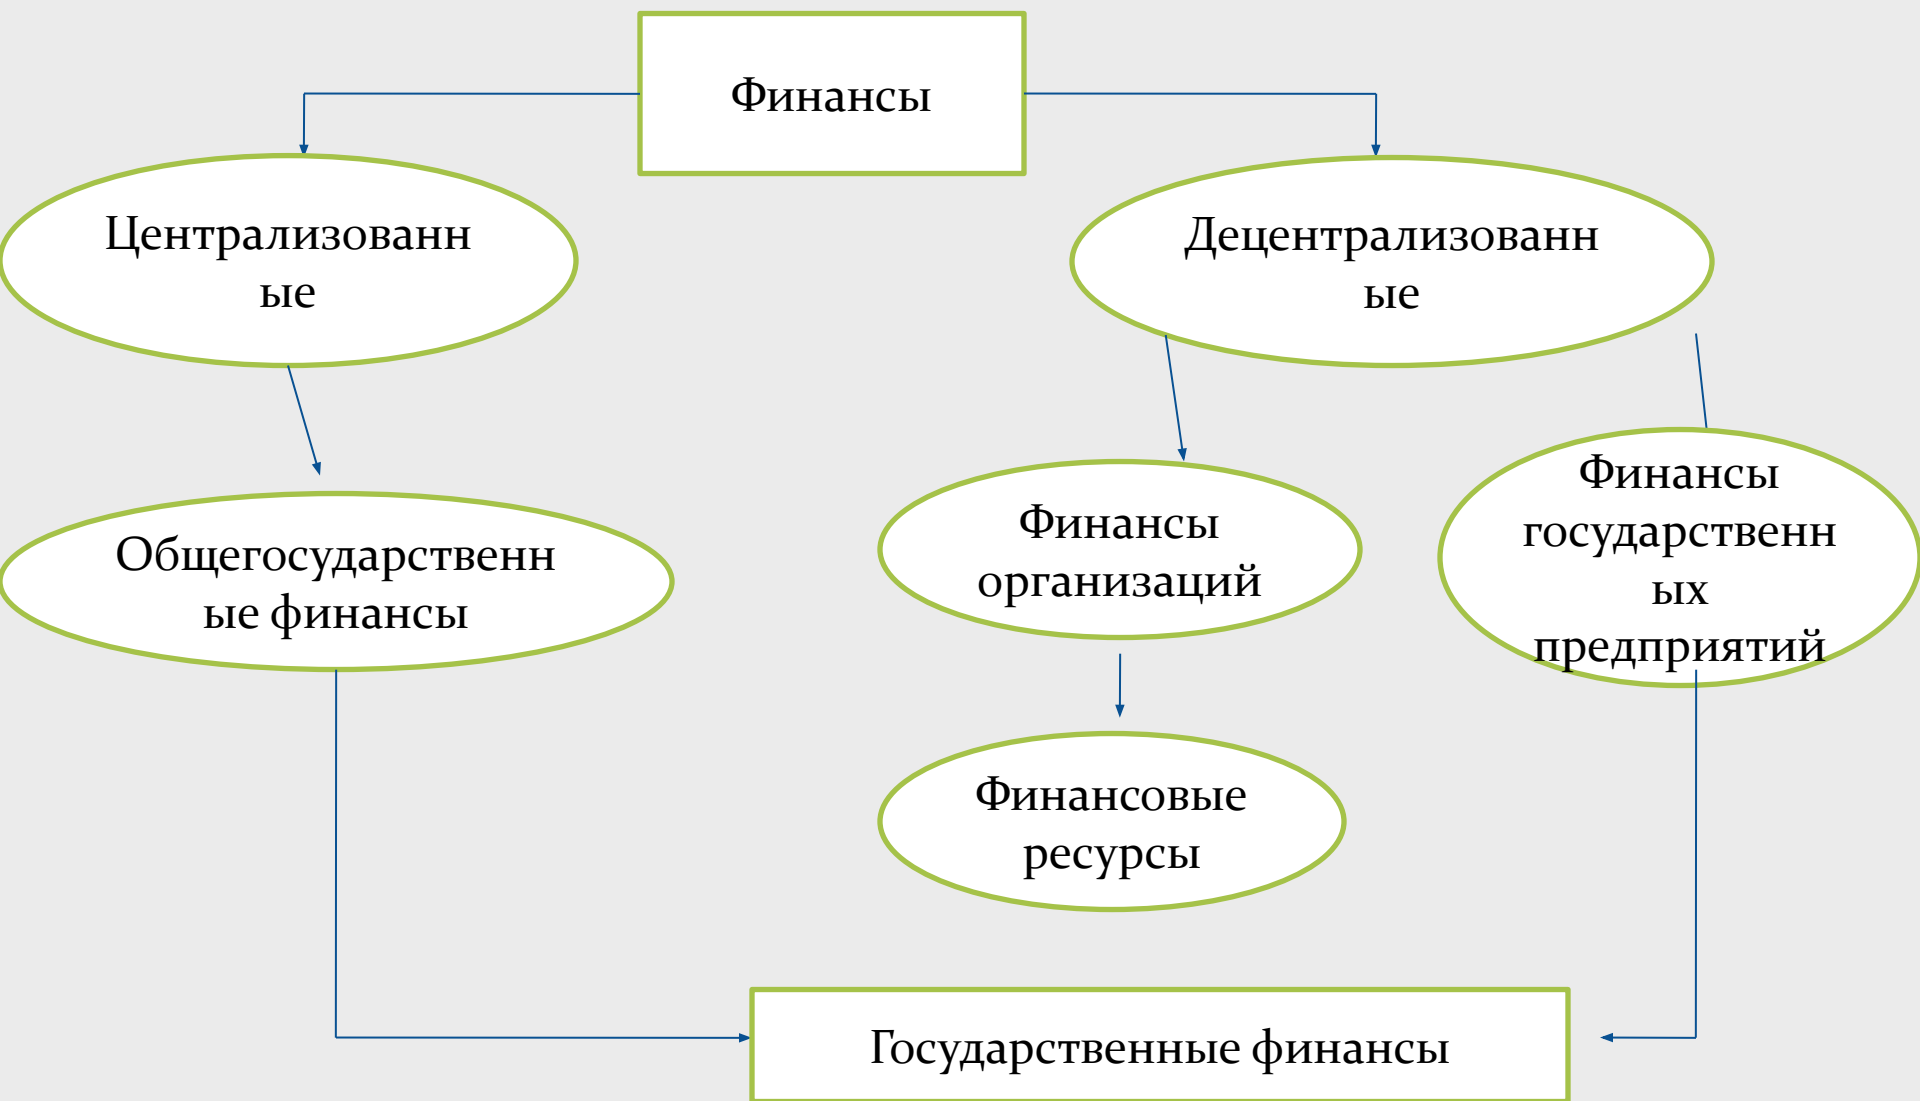 Финансы
Централизованн
ые
Децентрализованн
ые
Общегосударственн
ые финансы
Финансы
организаций
Финансы
государственн
ых
предприятий
Финансовые
ресурсы
Государственные финансы